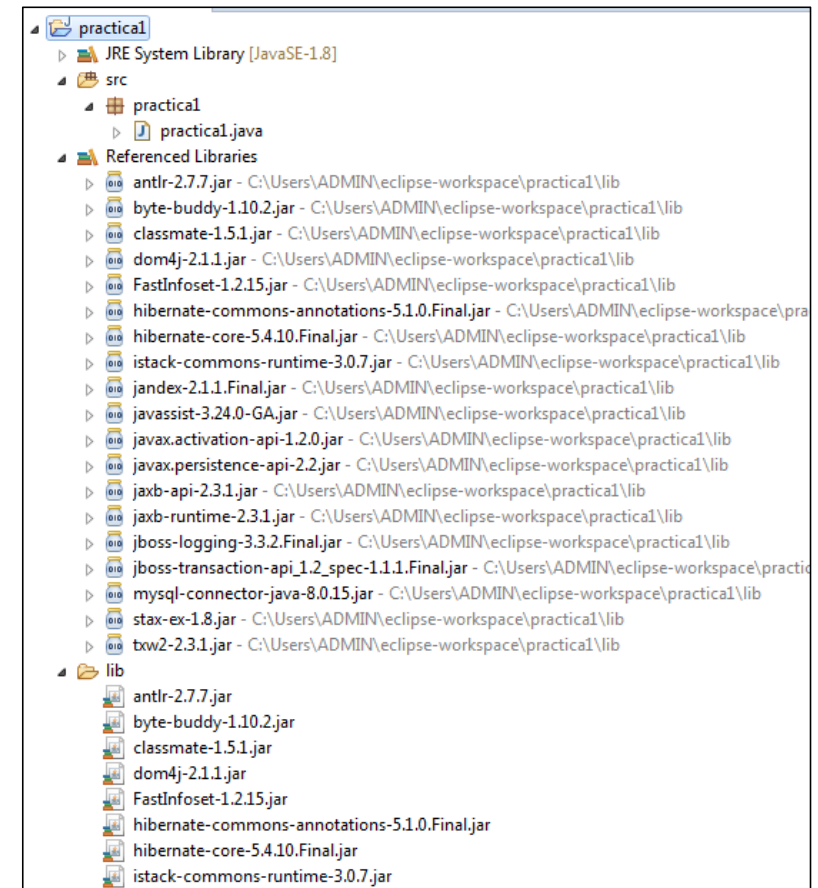 practica1
JRE System Library [JavaSE-1.8]
src
practica1
practica1.java
Referenced Libraries
antlr-2.7.7.jar - C:\Users\ADMIN\eclipse-workspace\practica1\lib
byte-buddy-1.10.2.jar - C:\Users\ADMIN\eclipse-workspace\practica1\lib
classmate-1.5.1.jar - C:\Users\ADMIN\eclipse-workspace\practica1\lib
dom4j-2.1.1.jar - C:\Users\ADMIN\eclipse-workspace\practica1\lib
FastInfoset-1.2.15.jar - C:\Users\ADMIN\eclipse-workspace\practica1\lib
hibernate-commons-annotations-5.1.0.Final.jar - C:\Users\ADMIN\eclipse-workspace\pra
hibernate-core-5.4.10.Final.jar - C:\Users\ADMIN\eclipse-workspace\practica1\lib
istack-commons-runtime-3.0.7.jar - C:\Users\ADMIN\eclipse-workspace\practica1\lib
jandex-2.1.1.Final.jar - C:\Users\ADMIN\eclipse-workspace\practica1\lib
javassist-3.24.0-GA.jar - C:\Users\ADMIN\eclipse-workspace\practica1\lib
javax.activation-api-1.2.0.jar - C:\Users\ADMIN\eclipse-workspace\practica1\lib
javax.persistence-api-2.2.jar - C:\Users\ADMIN\eclipse-workspace\practica1\lib
jaxb-api-2.3.1.jar - C:\Users\ADMIN\eclipse-workspace\practica1\lib
jaxb-runtime-2.3.1.jar - C:\Users\ADMIN\eclipse-workspace\practica1\lib
jboss-logging-3.3.2.Final.jar - C:\Users\ADMIN\eclipse-workspace\practica1\lib
jboss-transaction-api_1.2_spec-1.1.1.Final.jar - C:\Users\ADMIN\eclipse-workspace\practic
mysql-connector-java-8.0.15.jar - C:\Users\ADMIN\eclipse-workspace\practica1\lib
stax-ex-1.8.jar - C:\Users\ADMIN\eclipse-workspace\practica1\lib
txw2-2.3.1.jar - C:\Users\ADMIN\eclipse-workspace\practica1\lib
lib
antlr-2.7.7.jar
byte-buddy-1.10.2.jar
classmate-1.5.1.jar
dom4j-2.1.1.jar
FastInfoset-1.2.15.jar
hibernate-commons-annotations-5.1.0.Final.jar
hibernate-core-5.4.10.Final.jar
istack-commons-runtime-3.0.7.jar